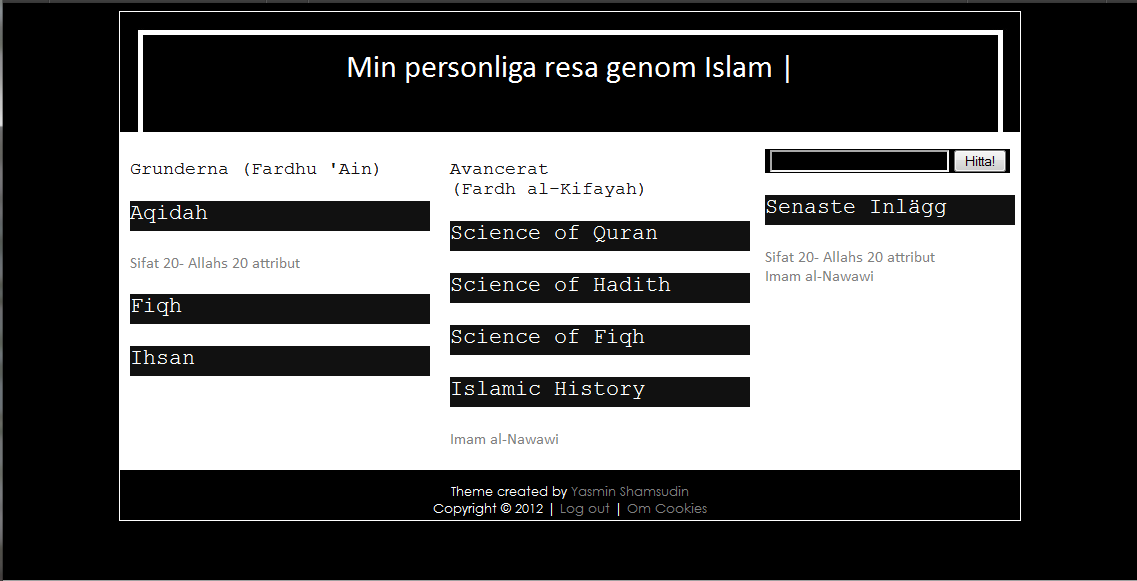 Min personliga resa genom Islam |
Grunderna (Fardhu 'Ain)
Aqidah
Sifat 20- Allahs 20 attribut
Fiqh
Ihsan
Avancerat
(Fardh al-Kifayah)
Science of Quran
Science of Hadith
Science of Fiqh
Islamic History
Imam al-Nawawi
Hitta!
Senaste Inlägg
Sifat 20- Allahs 20 attribut
Imam al-Nawawi
Theme created by Yasmin Shamsudin
Copyright © 2012 | Log out | Om Cookies